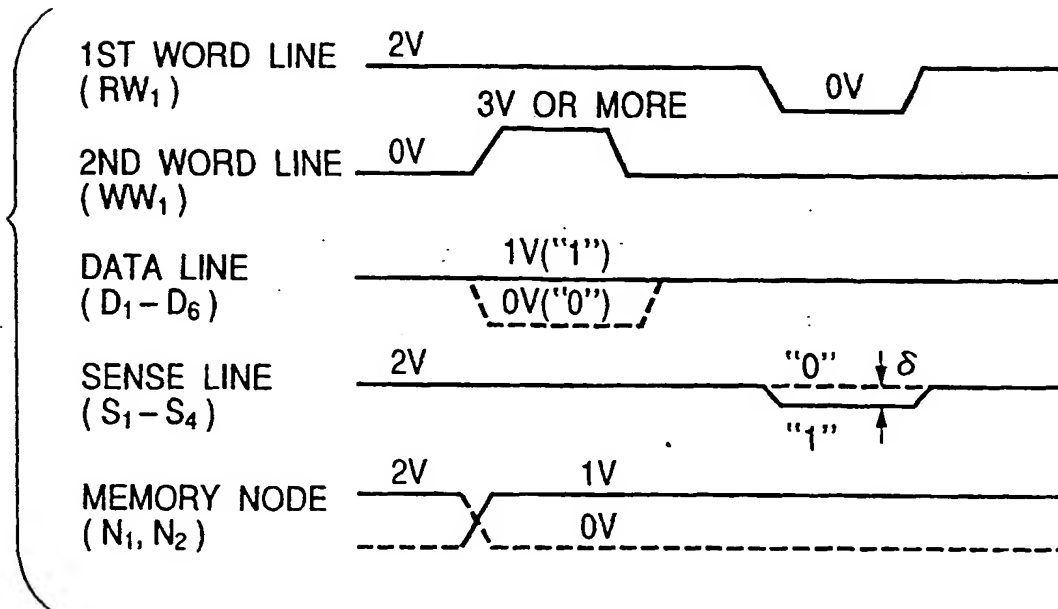 1ST WORD LINE 2V
(RW₁) 0V
3V OR MORE
2ND WORD LINE 0V
(WW₁)
1V("1")
DATA LINE
(D₁–D₆) 0V("0")
SENSE LINE 2V "0" δ
(S₁–S₄) "1"
MEMORY NODE 2V 1V
(N₁, N₂) 0V